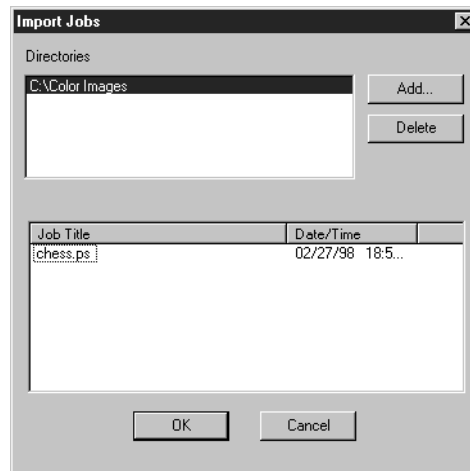 Import Jobs
Directories
C:\Color Images
Add...
Delete
Job Title Date/Time
chess.ps 02/27/98 18:5...
OK Cancel